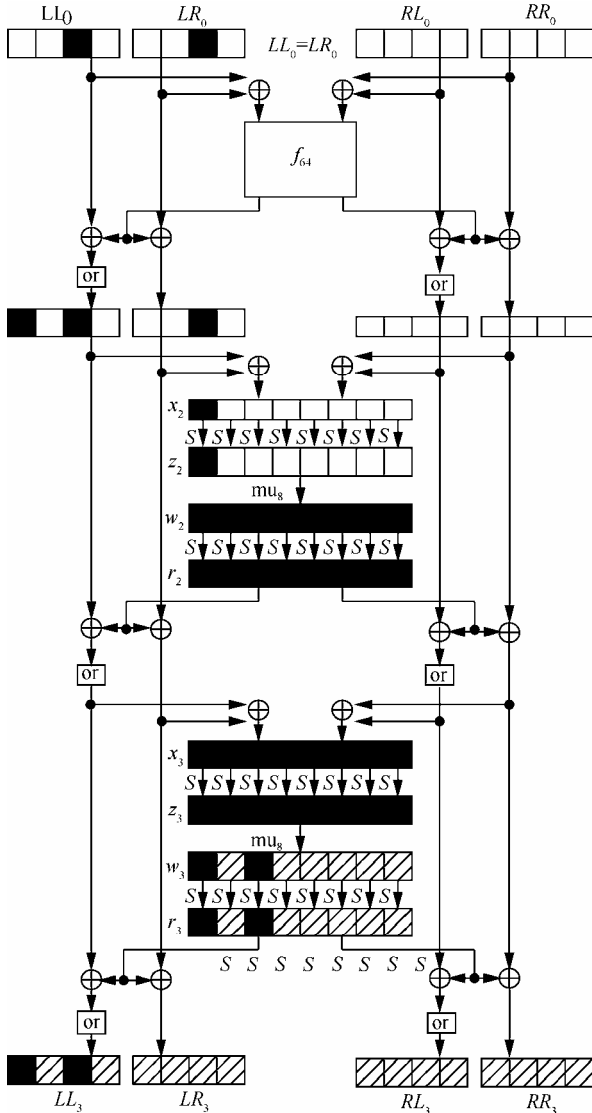 LL0 LR0 LL0=LR0 RL0 RR0
f64
or or
x2
S S S S S S S S
z2
mu8
w2
S S S S S S S S
r2
or or
x3
S S S S S S S S
z3
mu8
w3
S S S S S S S S
r3
S S S S S S S S
or or
LL3 LR3 RL3 RR3